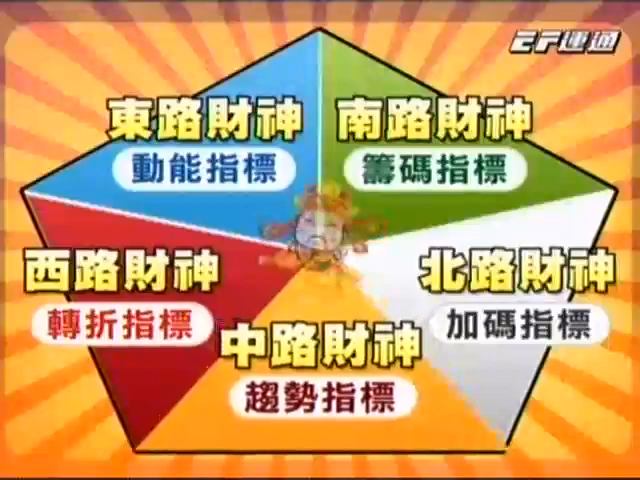 EF運通
東路財神
動能指標
南路財神
籌碼指標
西路財神
轉折指標
北路財神
加碼指標
中路財神
趨勢指標